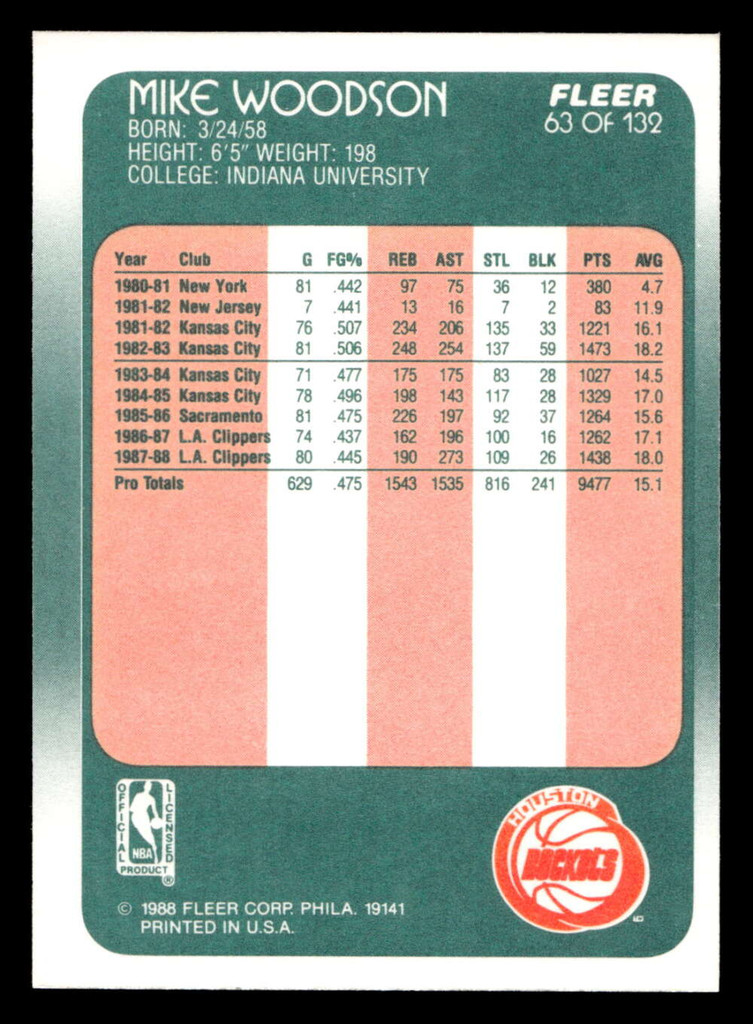 MIKE WOODSON
FLEER
63 OF 132
BORN: 3/24/58
HEIGHT: 6'5" WEIGHT: 198
COLLEGE: INDIANA UNIVERSITY
Year Club G FG% REB AST STL BLK PTS AVG
1980-81 New York 81 .442 97 75 36 12 380 4.7
1981-82 New Jersey 7 .441 13 16 7 2 83 11.9
1981-82 Kansas City 76 .507 234 206 135 33 1221 16.1
1982-83 Kansas City 81 .506 248 254 137 59 1473 18.2
1983-84 Kansas City 71 .477 175 175 83 28 1027 14.5
1984-85 Kansas City 78 .496 198 143 117 28 1329 17.0
1985-86 Sacramento 81 .475 226 197 92 37 1264 15.6
1986-87 L.A. Clippers 74 .437 162 196 100 16 1262 17.1
1987-88 L.A. Clippers 80 .445 190 273 109 26 1438 18.0
Pro Totals 629 .475 1543 1535 816 241 9477 15.1
OFFICIAL
LICENSED
NBA
PRODUCT ®
HOUSTON
ROCKETS
© 1988 FLEER CORP. PHILA. 19141
PRINTED IN U.S.A.